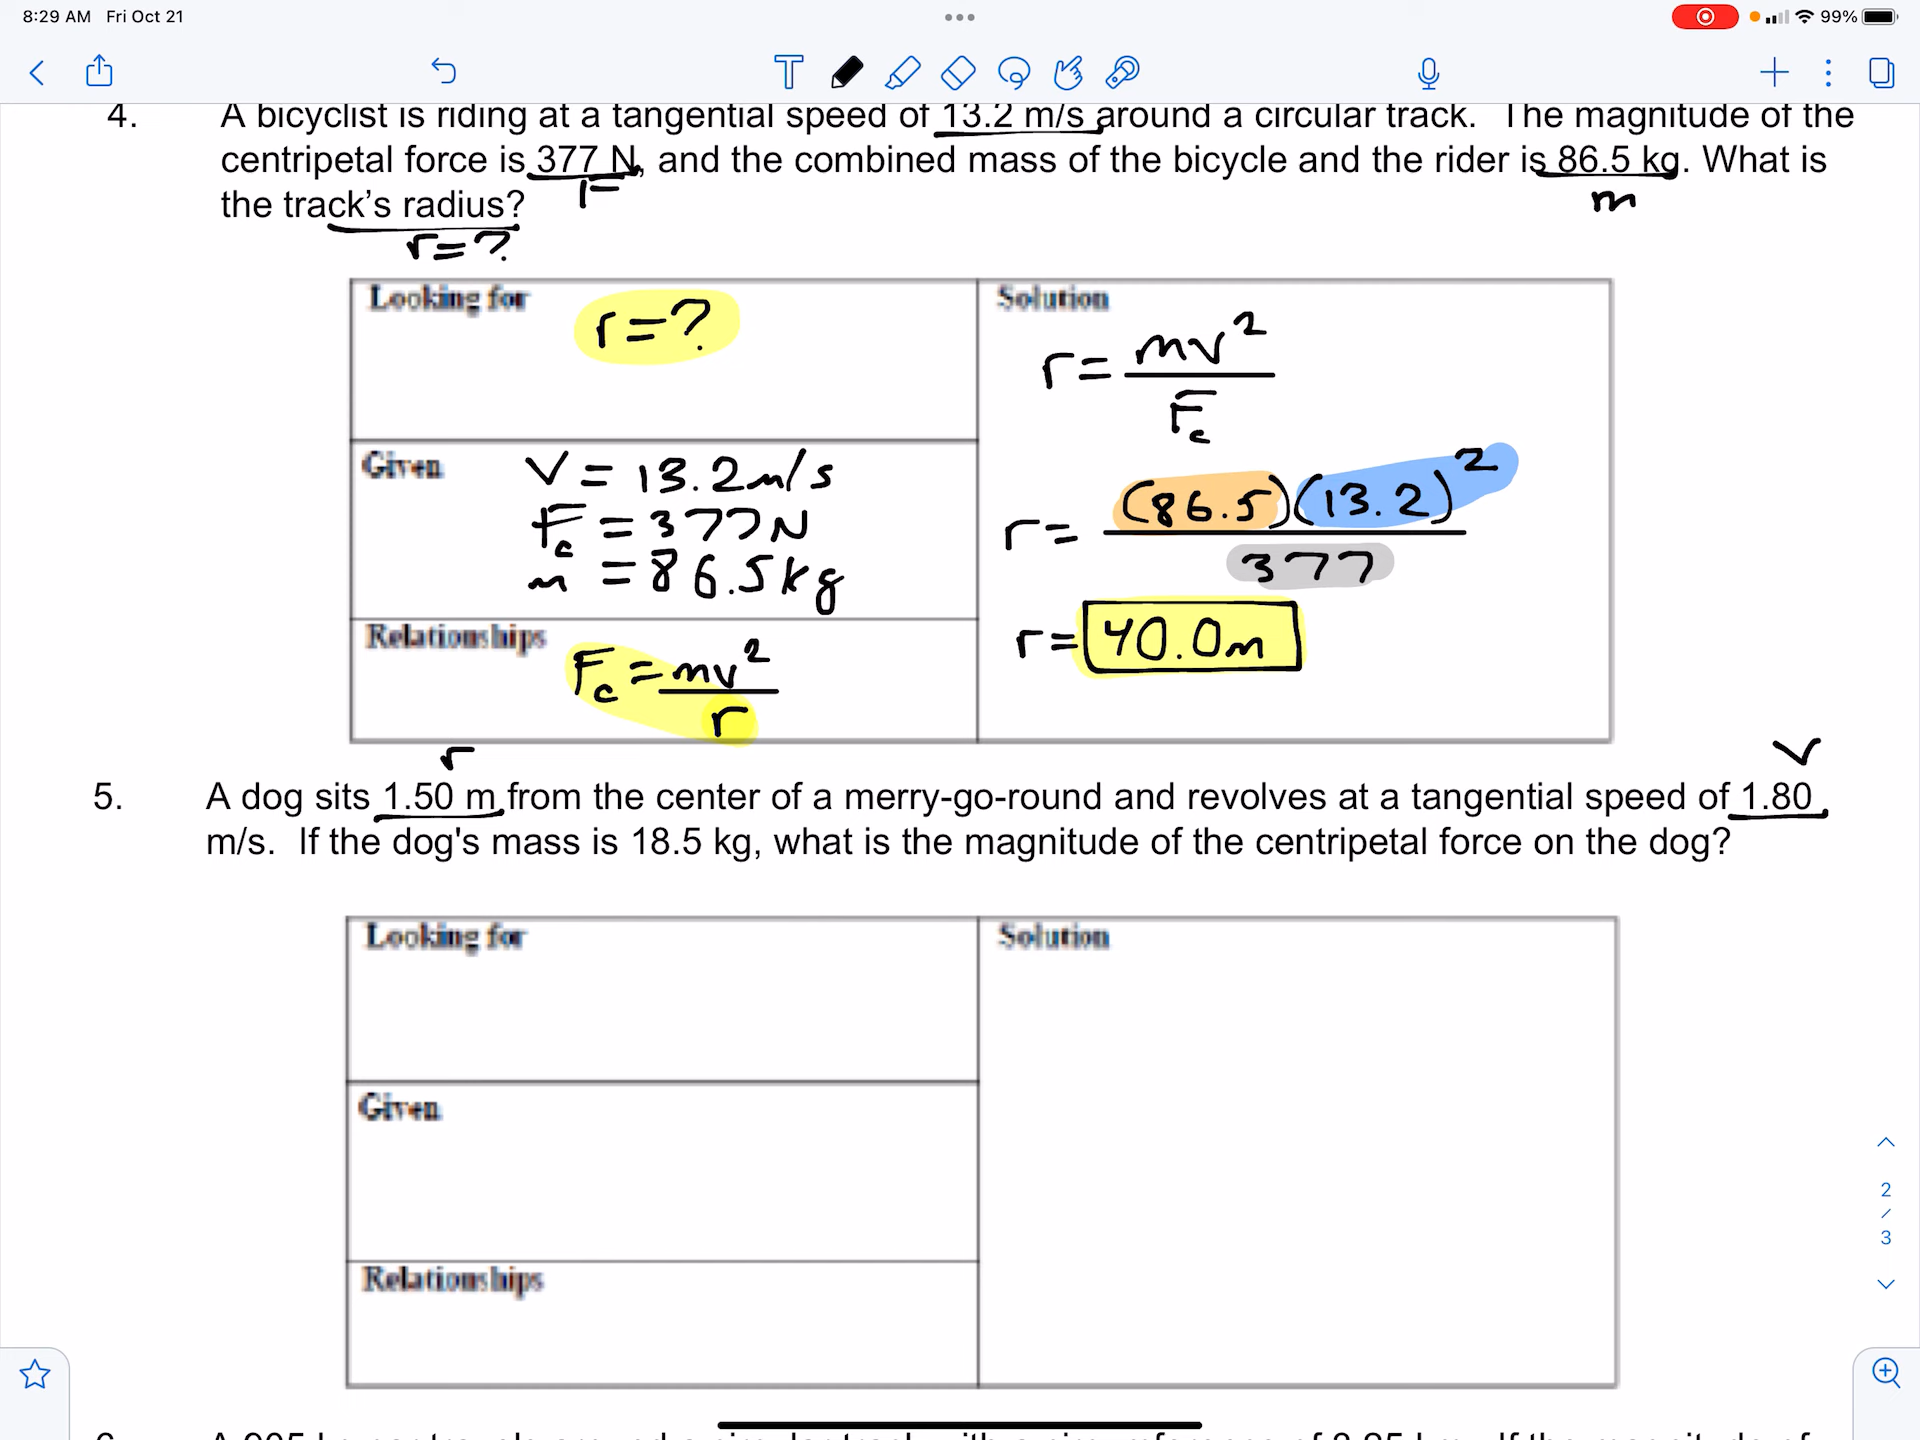 8:29 AM Fri Oct 21
99%
4. A bicyclist is riding at a tangential speed of 13.2 m/s around a circular track. The magnitude of the
centripetal force is 377 N, and the combined mass of the bicycle and the rider is 86.5 kg. What is
F
m
the track's radius?
r=?
Looking for
r=?
Given
V = 13.2m/s
Fc = 377N
m = 86.5kg
Relationships
Fc = mv²
r
Solution
r = mv²
Fc
r = (86.5)(13.2)²
377
r = 40.0m
r
v
5. A dog sits 1.50 m from the center of a merry-go-round and revolves at a tangential speed of 1.80
m/s. If the dog's mass is 18.5 kg, what is the magnitude of the centripetal force on the dog?
Looking for
Given
Relationships
Solution
2
/
3